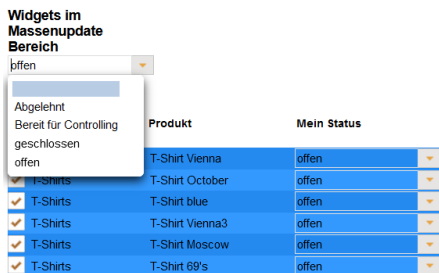 Widgets im
Massenupdate
Bereich
offen
Abgelehnt
Bereit für Controlling
geschlossen
offen
Produkt Mein Status
T-Shirt Vienna offen
T-Shirts T-Shirt October offen
T-Shirts T-Shirt blue offen
T-Shirts T-Shirt Vienna3 offen
T-Shirts T-Shirt Moscow offen
T-Shirts T-Shirt 69's offen